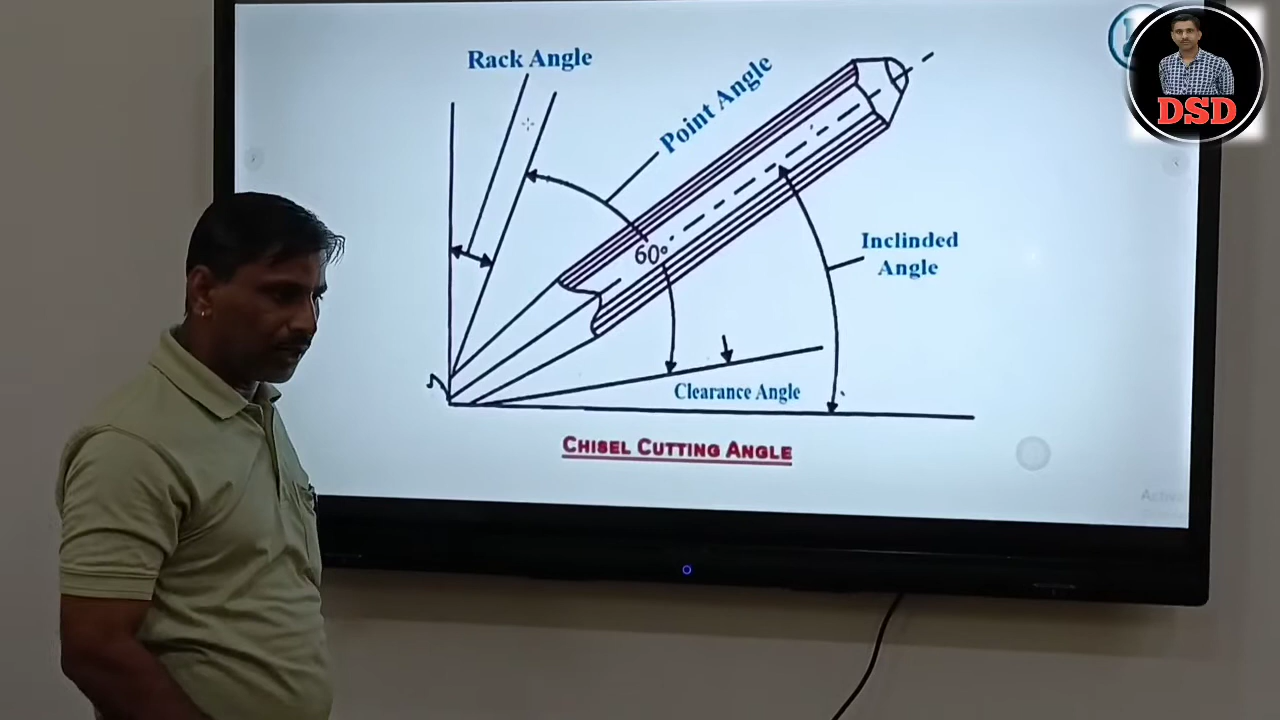 Rack Angle
Point Angle
DSD
60°
Inclinded
Angle
Clearance Angle
CHISEL CUTTING ANGLE